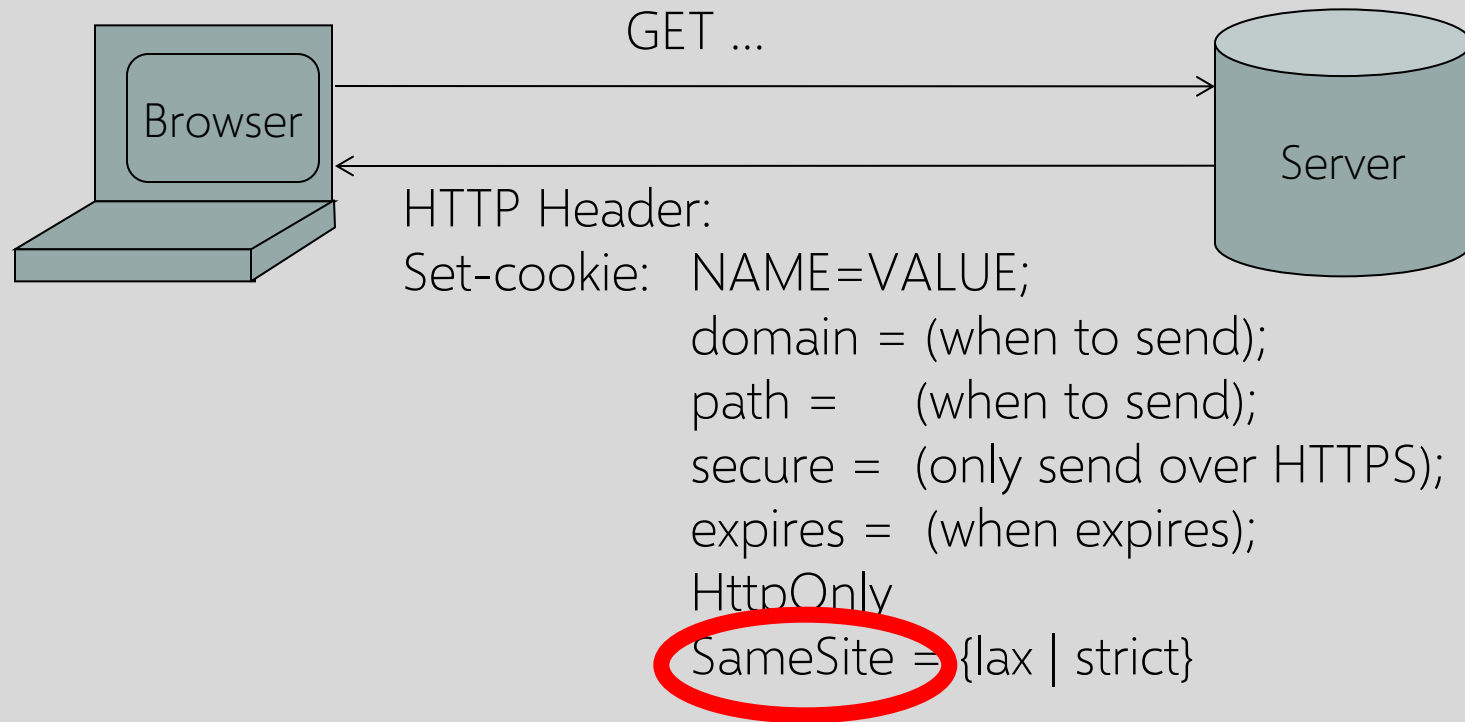 GET ...
Browser
Server
HTTP Header:
Set-cookie: NAME=VALUE;
domain = (when to send);
path = (when to send);
secure = (only send over HTTPS);
expires = (when expires);
HttpOnly
SameSite = {lax | strict}